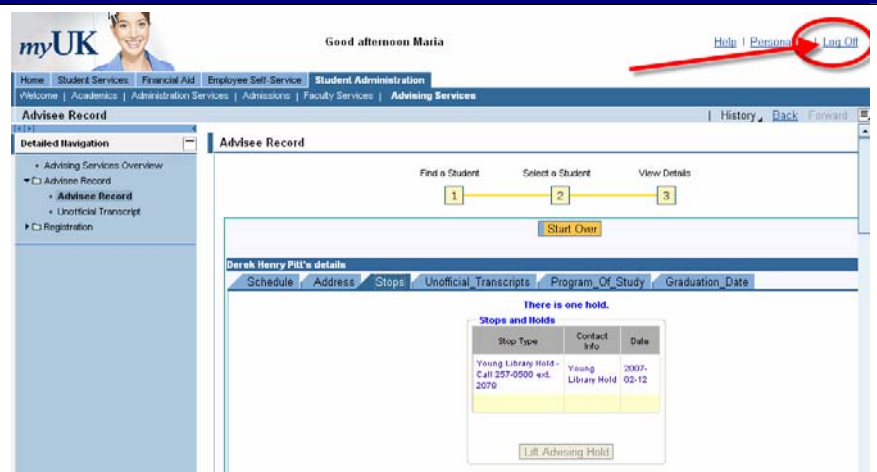 myUK
Good afternoon Maria
Help | Persona | Log Off
Home Student Services Financial Aid Employee Self-Service Student Administration
Welcome | Academics | Administration Services | Admissions | Faculty Services | Advising Services
Advisee Record
| History Back Forward
Detailed Navigation
Advisee Record
Advising Services Overview
Advisee Record
Advisee Record
Unofficial Transcript
Registration
Find a Student Select a Student View Details
1 2 3
Start Over
Derek Henry Pitt's details
Schedule Address Stops Unofficial_Transcripts Program_Of_Study Graduation_Date
There is one hold.
Stops and Holds
Stop Type Contact Info Date
Young Library Hold - Call 257-0500 ext. 2079
Young Library Hold
2007-02-12
Lift Advising Hold